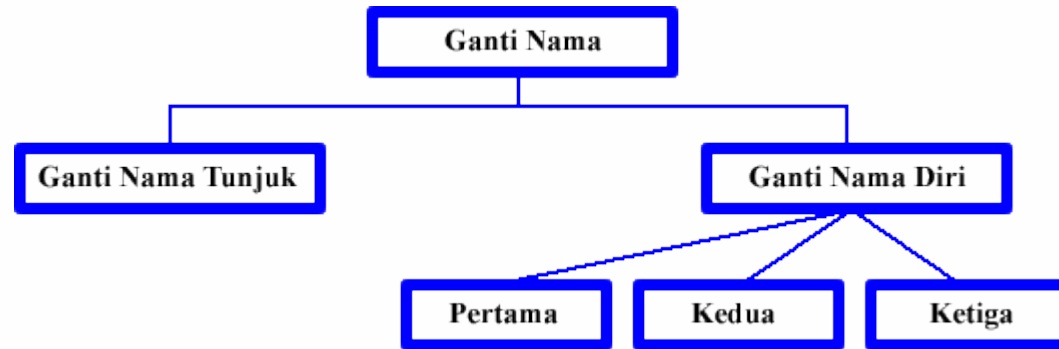 Ganti Nama
Ganti Nama Tunjuk
Ganti Nama Diri
Pertama
Kedua
Ketiga